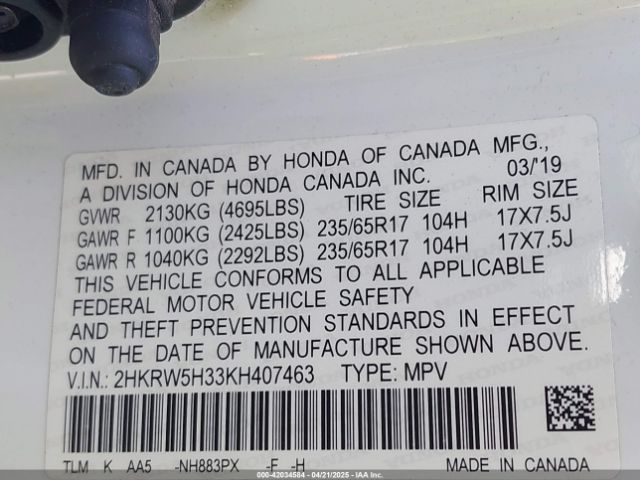 MFD. IN CANADA BY HONDA OF CANADA MFG.,
A DIVISION OF HONDA CANADA INC. 03/'19
GVWR 2130KG (4695LBS) TIRE SIZE RIM SIZE
GAWR F 1100KG (2425LBS) 235/65R17 104H 17X7.5J
GAWR R 1040KG (2292LBS) 235/65R17 104H 17X7.5J
THIS VEHICLE CONFORMS TO ALL APPLICABLE
FEDERAL MOTOR VEHICLE SAFETY
AND THEFT PREVENTION STANDARDS IN EFFECT
ON THE DATE OF MANUFACTURE SHOWN ABOVE.
V.I.N.: 2HKRW5H33KH407463 TYPE: MPV
TLM K AA5 -NH883PX -F -H MADE IN CANADA
© IAAI-42034584 - 04/21/2025 - IAAI.COM